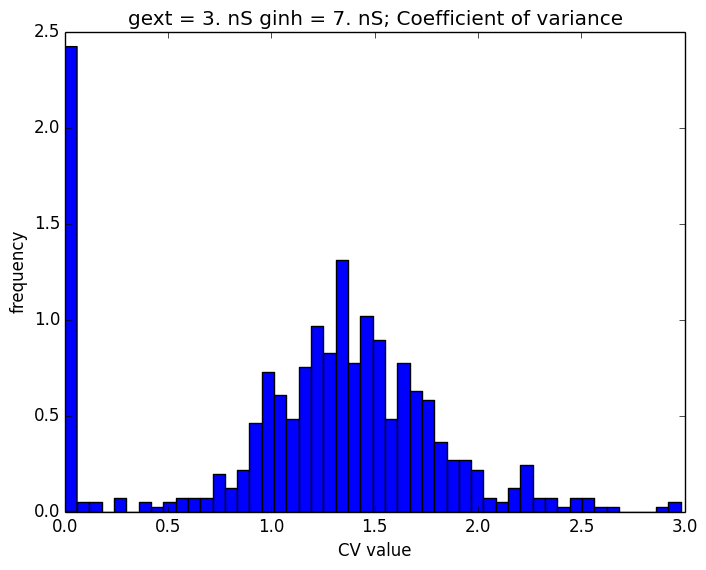 gext = 3. nS ginh = 7. nS; Coefficient of variance
2.5
2.0
1.5
1.0
0.5
0.0
frequency
0.0 0.5 1.0 1.5 2.0 2.5 3.0
CV value